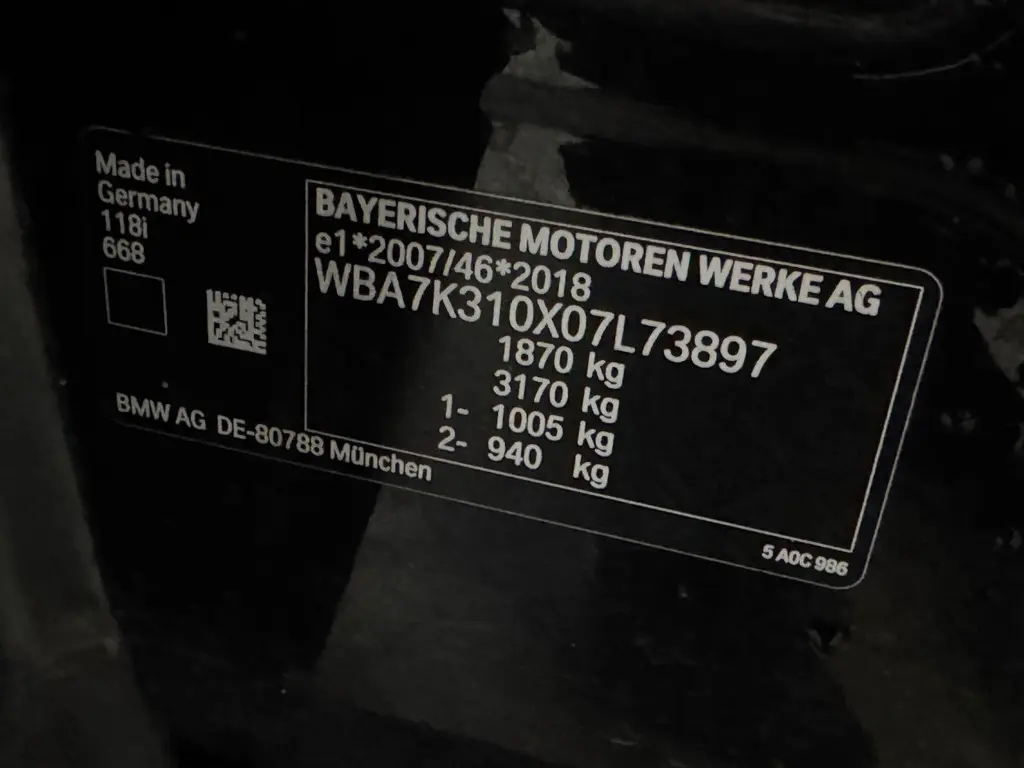 Made in
Germany
118i
668
BMW AG DE-80788 München
BAYERISCHE MOTOREN WERKE AG
e1*2007/46*2018
WBA7K310X07L73897
1870 kg
3170 kg
1- 1005 kg
2- 940 kg
5 A0C 986